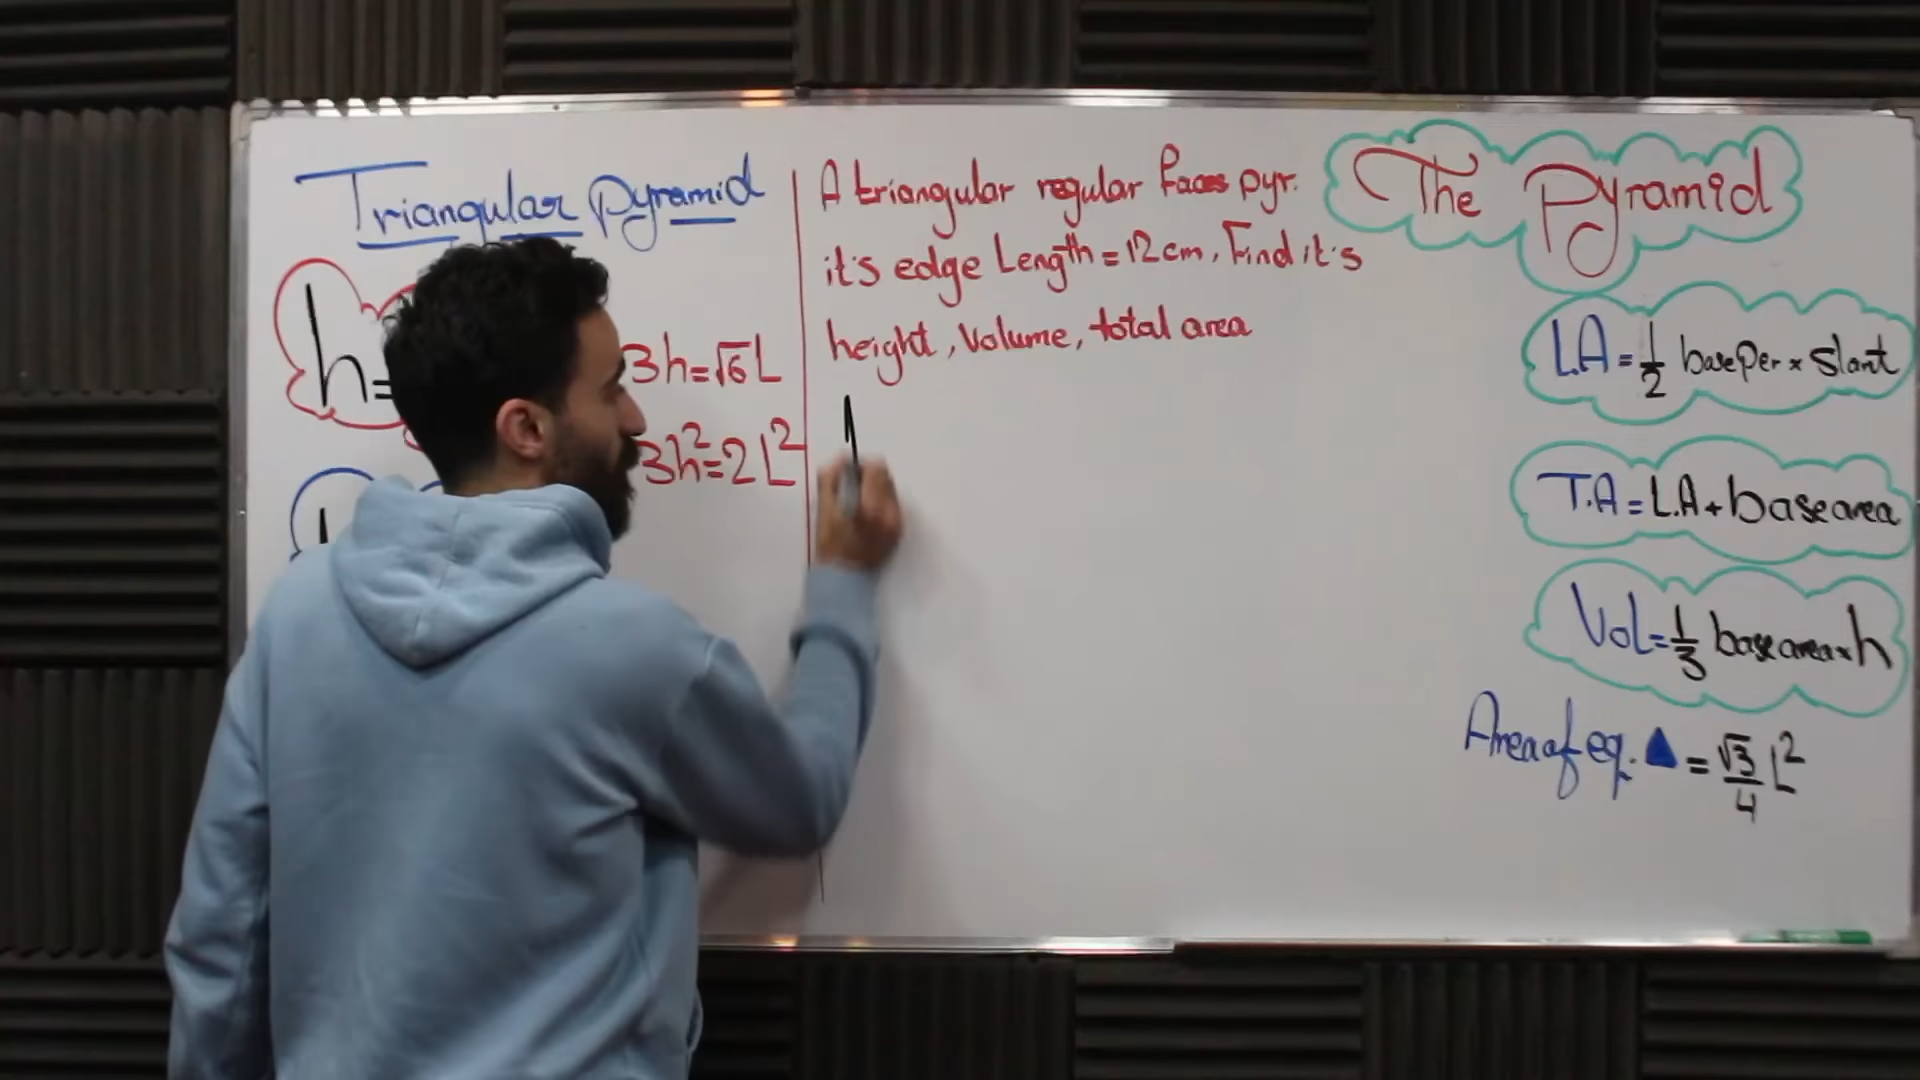 Triangular pyramid
h=
3h=√6 L
3h²=2L²
A triangular regular faces pyr.
it's edge Length=12cm, Find it's
height, Volume, total area
The Pyramid
L.A=1/2 base Per × Slant
T.A=L.A+base area
Vol=1/3 base area×h
Area of eq. ▲ = √3/4 L²